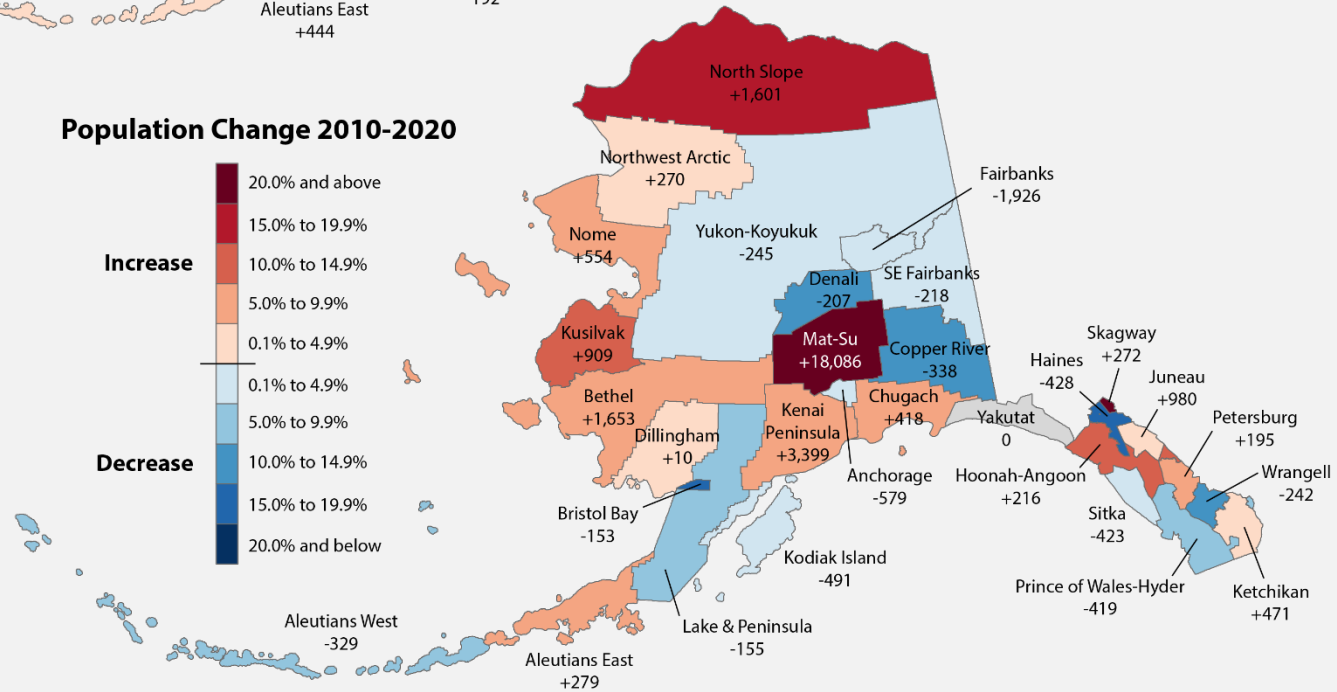 Aleutians East
+444
Population Change 2010-2020
Increase
20.0% and above
15.0% to 19.9%
10.0% to 14.9%
5.0% to 9.9%
0.1% to 4.9%
Decrease
0.1% to 4.9%
5.0% to 9.9%
10.0% to 14.9%
15.0% to 19.9%
20.0% and below
North Slope
+1,601
Northwest Arctic
+270
Nome
+554
Yukon-Koyukuk
-245
Fairbanks
-1,926
SE Fairbanks
-218
Denali
-207
Mat-Su
+18,086
Copper River
-338
Kusilvak
+909
Bethel
+1,653
Dillingham
+10
Kenai
Peninsula
+3,399
Chugach
+418
Yakutat
0
Skagway
+272
Haines
-428
Juneau
+980
Petersburg
+195
Wrangell
-242
Hoonah-Angoon
+216
Anchorage
-579
Bristol Bay
-153
Sitka
-423
Kodiak Island
-491
Prince of Wales-Hyder
-419
Ketchikan
+471
Aleutians West
-329
Lake & Peninsula
-155
Aleutians East
+279